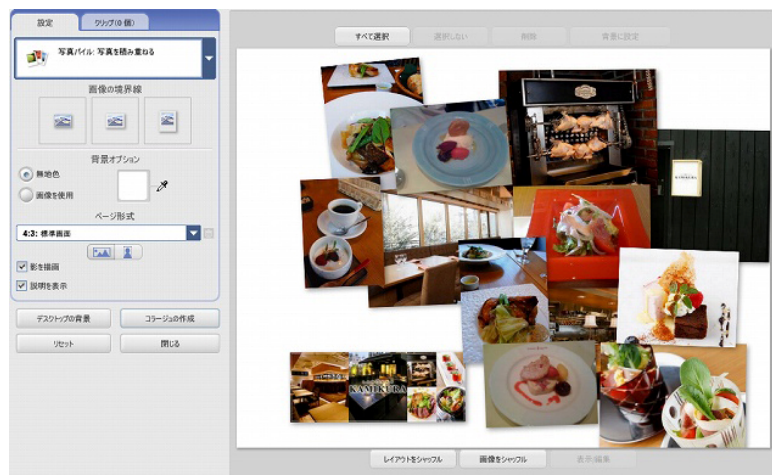 設定
クリップ(0 個)
写真パイル: 写真を積み重ねる
画像の境界線
背景オプション
無地色
画像を使用
ページ形式
4:3: 標準画面
影を描画
説明を表示
デスクトップの背景
コラージュの作成
リセット
閉じる
すべて選択
選択しない
削除
背景に設定
KAMIKURA
KAMIKURA
レイアウトをシャッフル
画像をシャッフル
表示/編集